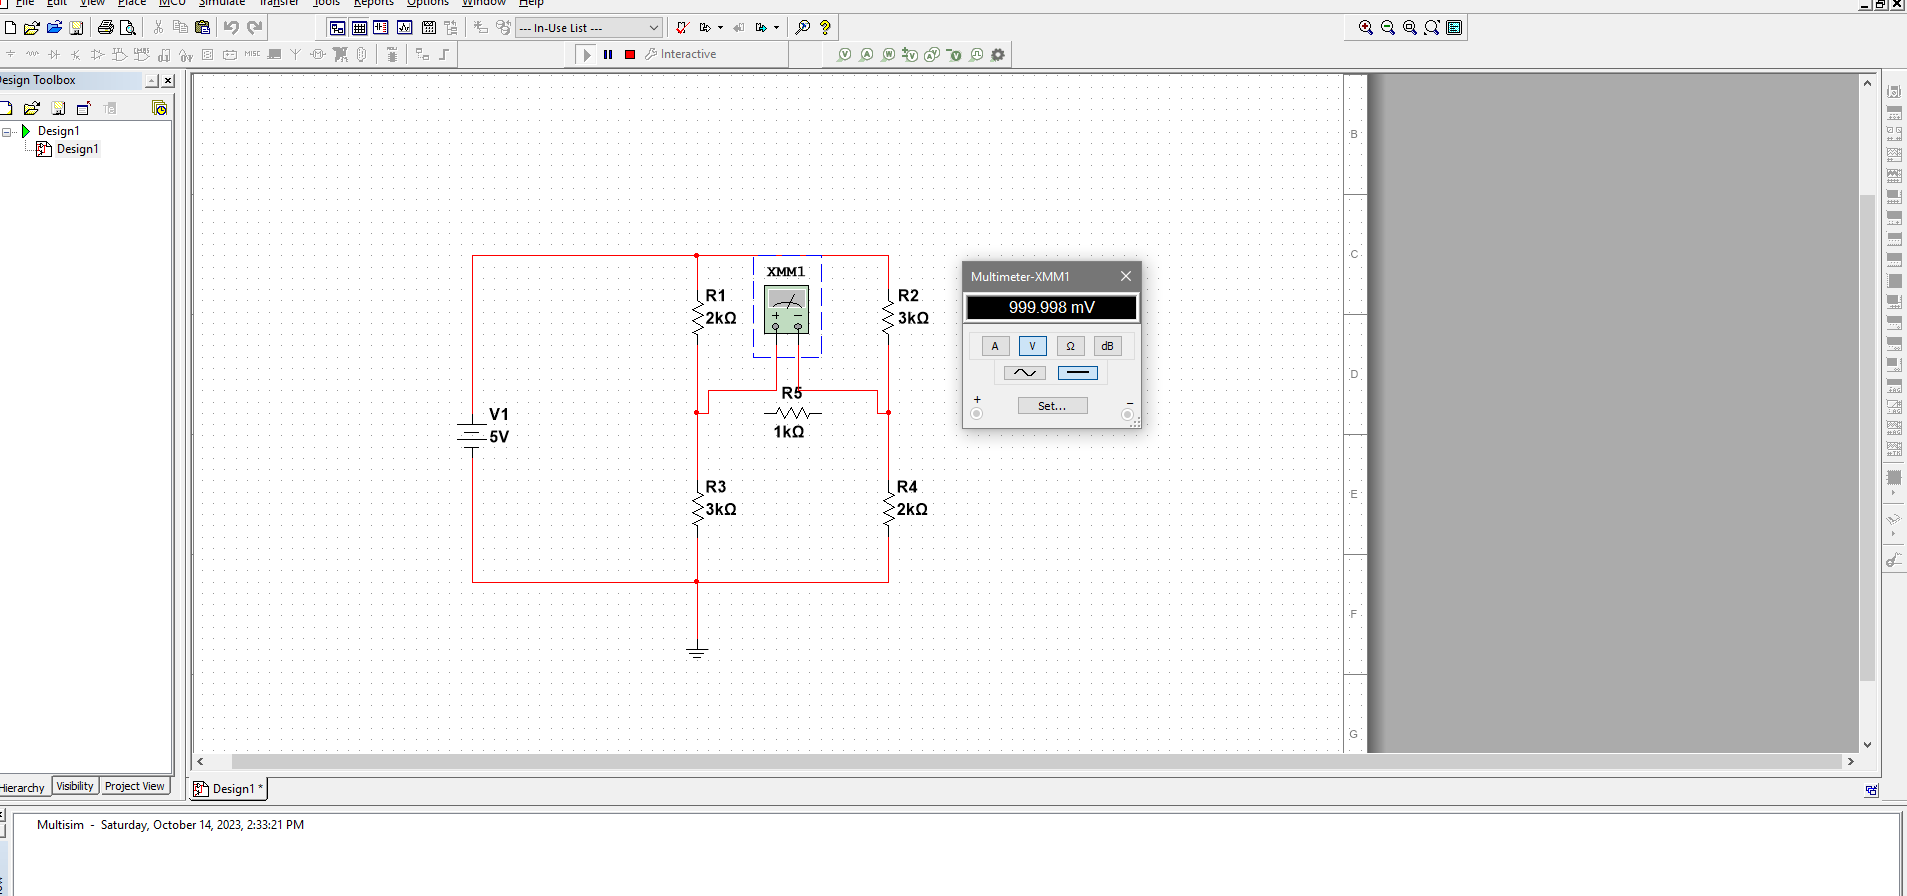 File Edit View Place MCU Simulate Transfer Tools Reports Options Window Help
--- In-Use List ---
MISC
Interactive
Design Toolbox
Design1
Design1
B
C
D
E
F
G
XMM1
+ −
R1
2kΩ
R2
3kΩ
R5
1kΩ
V1
5V
R3
3kΩ
R4
2kΩ
Multimeter-XMM1
999.998 mV
A V Ω dB
Set...
+ −
Hierarchy Visibility Project View
Design1 *
Multisim - Saturday, October 14, 2023, 2:33:21 PM